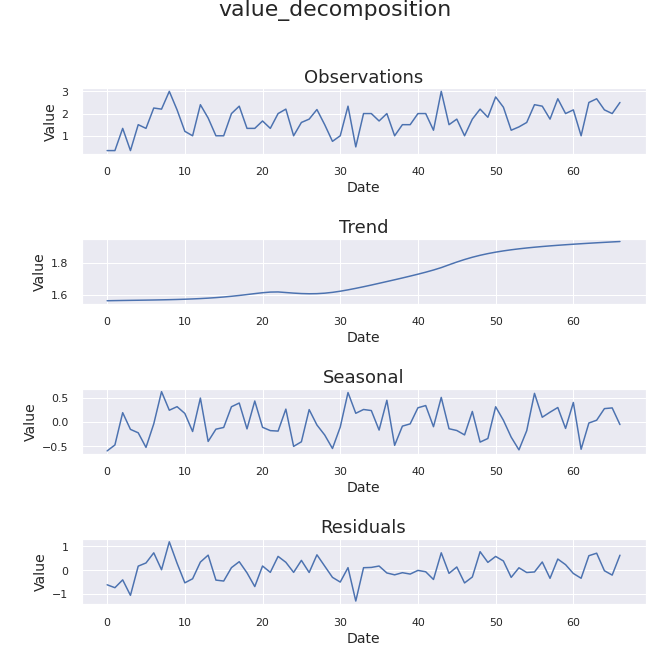 value_decomposition
Observations
3
2
1
Value
0 10 20 30 40 50 60
Date
Trend
1.8
1.6
Value
0 10 20 30 40 50 60
Date
Seasonal
0.5
0.0
−0.5
Value
0 10 20 30 40 50 60
Date
Residuals
1
0
−1
Value
0 10 20 30 40 50 60
Date